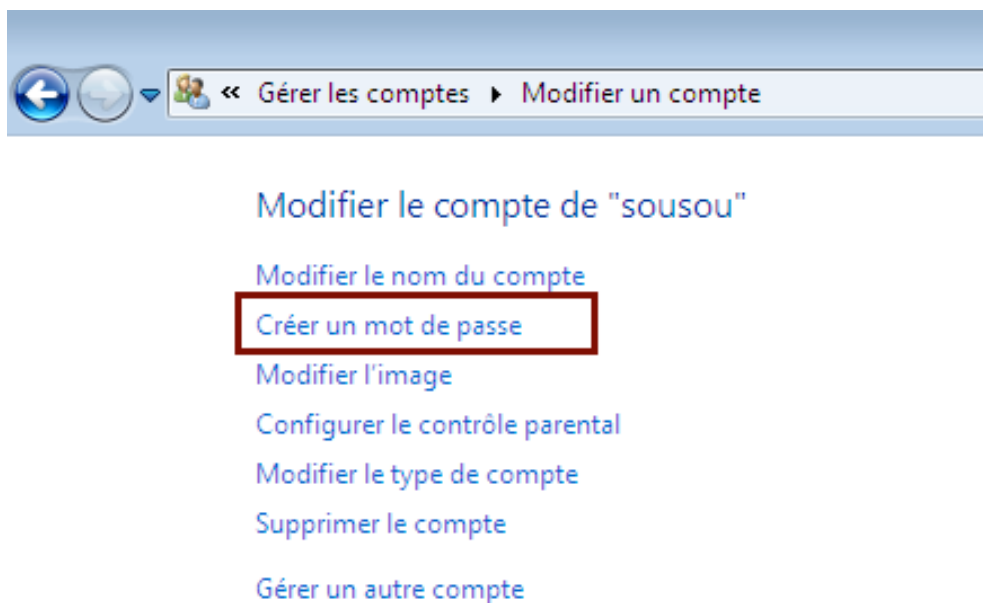 « Gérer les comptes ▸ Modifier un compte
Modifier le compte de "sousou"
Modifier le nom du compte
Créer un mot de passe
Modifier l'image
Configurer le contrôle parental
Modifier le type de compte
Supprimer le compte
Gérer un autre compte